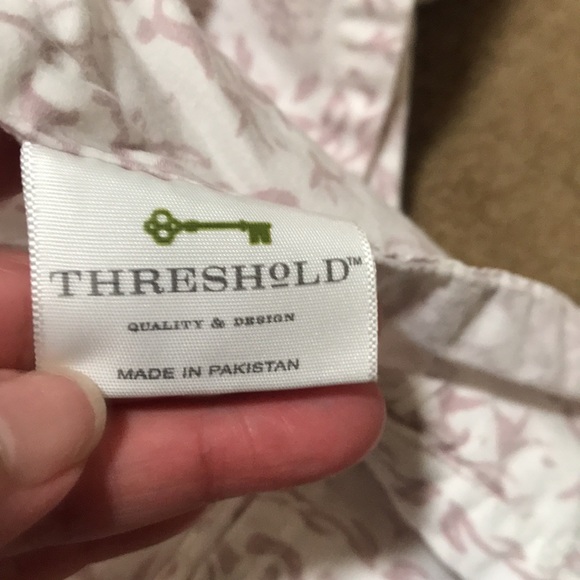 THRESHOLD™
QUALITY & DESIGN
MADE IN PAKISTAN